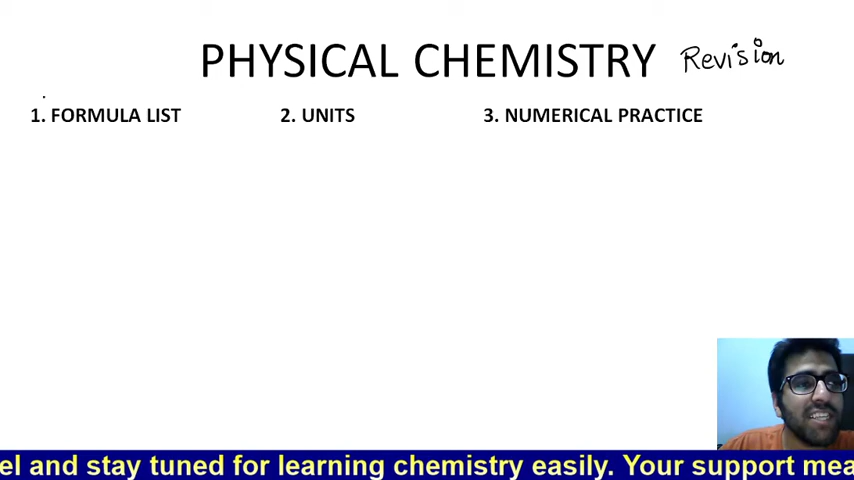 PHYSICAL CHEMISTRY Revision
1. FORMULA LIST 2. UNITS 3. NUMERICAL PRACTICE
el and stay tuned for learning chemistry easily. Your support mea